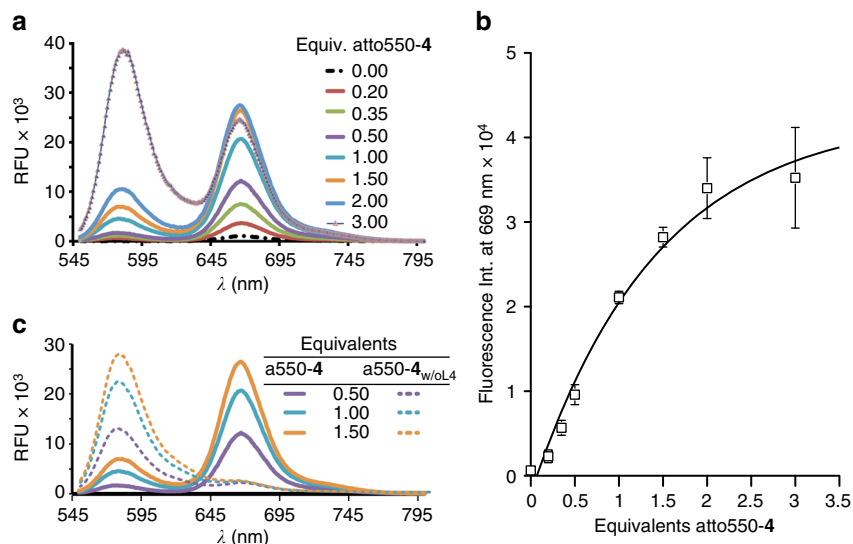 a
RFU × 10³
40
30
20
10
0
545 595 645 695 745 795
λ (nm)
Equiv. atto550-4
0.00
0.20
0.35
0.50
1.00
1.50
2.00
3.00
b
Fluorescence Int. at 669 nm × 10⁴
5
4
3
2
1
0
0 0.5 1 1.5 2 2.5 3 3.5
Equivalents atto550-4
c
RFU × 10³
30
20
10
0
545 595 645 695 745 795
λ (nm)
Equivalents
a550-4 a550-4w/oL4
0.50
1.00
1.50